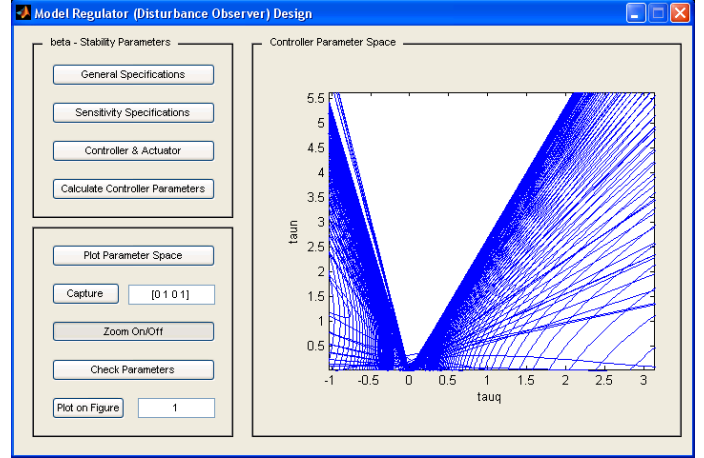 Model Regulator (Disturbance Observer) Design
beta - Stability Parameters
General Specifications
Sensitivity Specifications
Controller & Actuator
Calculate Controller Parameters
Plot Parameter Space
Capture
[0 1 0 1]
Zoom On/Off
Check Parameters
Plot on Figure
1
Controller Parameter Space
5.5
5
4.5
4
3.5
3
2.5
2
1.5
1
0.5
taun
-1 -0.5 0 0.5 1 1.5 2 2.5 3
tauq